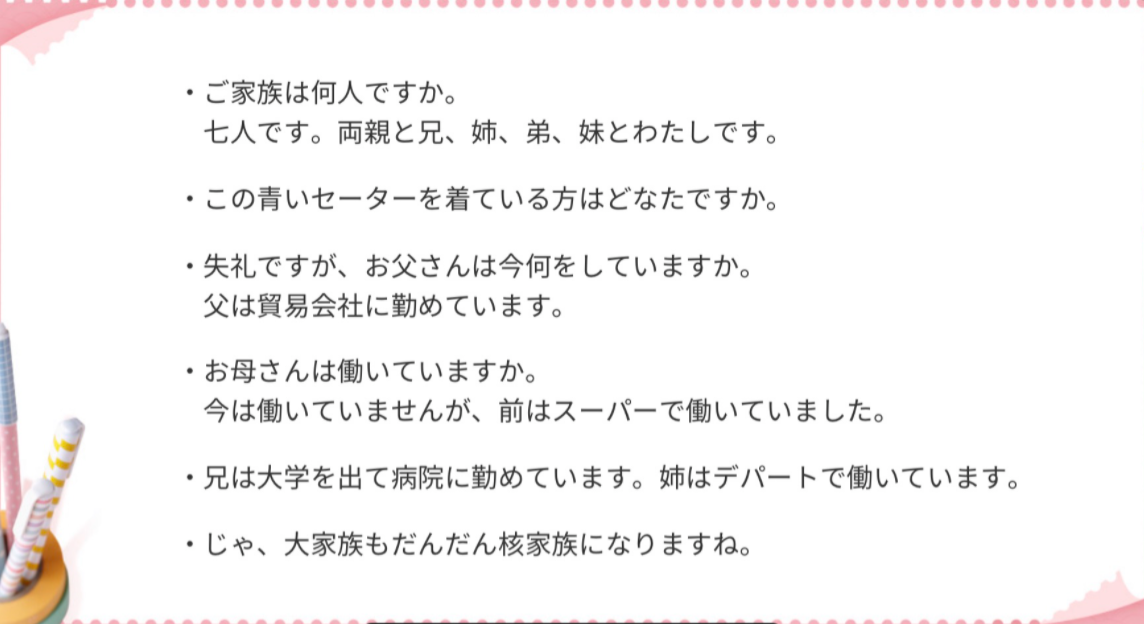 ・ご家族は何人ですか。
七人です。両親と兄、姉、弟、妹とわたしです。
・この青いセーターを着ている方はどなたですか。
・失礼ですが、お父さんは今何をしていますか。
父は貿易会社に勤めています。
・お母さんは働いていますか。
今は働いていませんが、前はスーパーで働いていました。
・兄は大学を出て病院に勤めています。姉はデパートで働いています。
・じゃ、大家族もだんだん核家族になりますね。